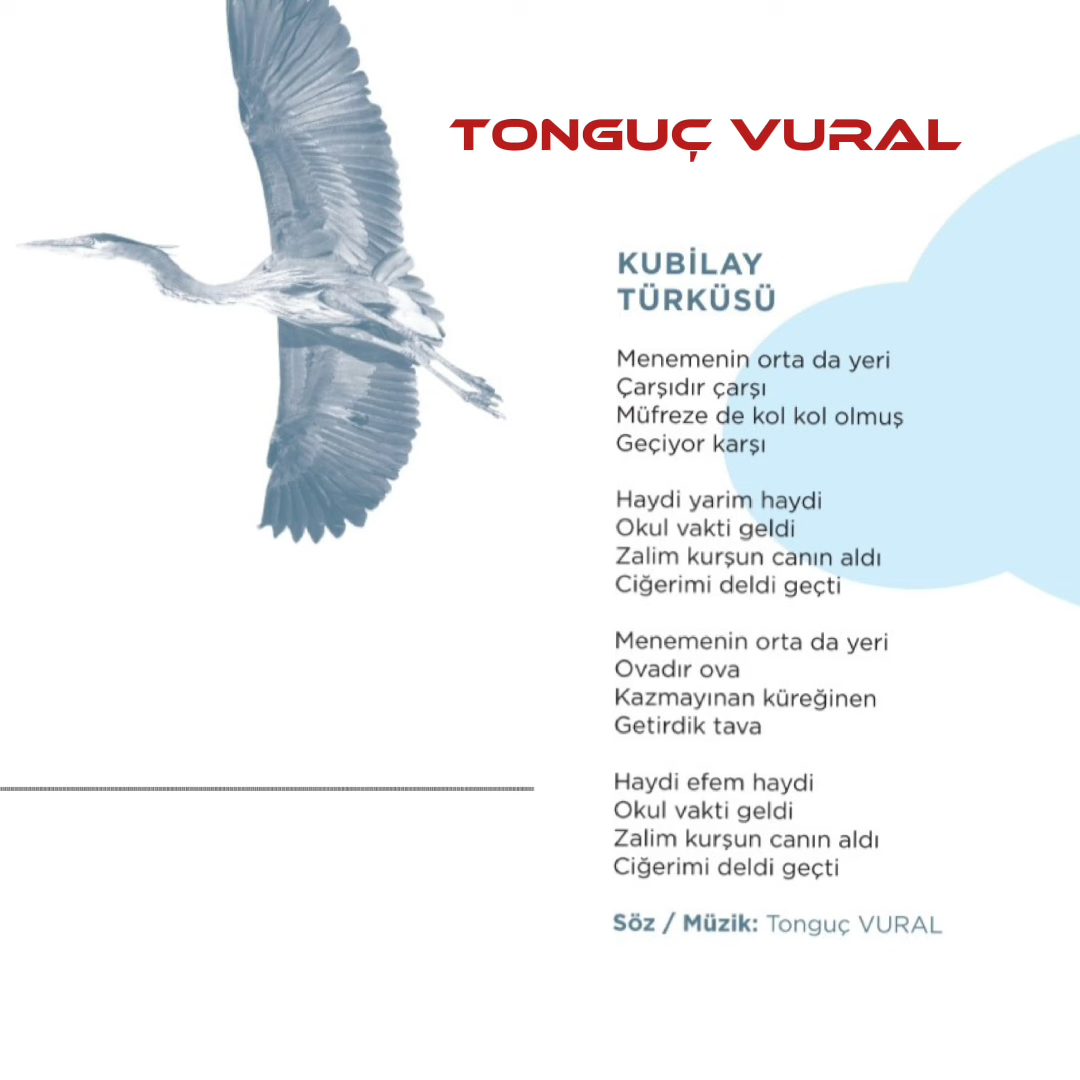 TONGUÇ VURAL
KUBİLAY
TÜRKÜSÜ
Menemenin orta da yeri
Çarşıdır çarşı
Müfreze de kol kol olmuş
Geçiyor karşı
Haydi yarim haydi
Okul vakti geldi
Zalim kurşun canın aldı
Ciğerimi deldi geçti
Menemenin orta da yeri
Ovadır ova
Kazmayınan küreğinen
Getirdik tava
Haydi efem haydi
Okul vakti geldi
Zalim kurşun canın aldı
Ciğerimi deldi geçti
Söz / Müzik: Tonguç VURAL